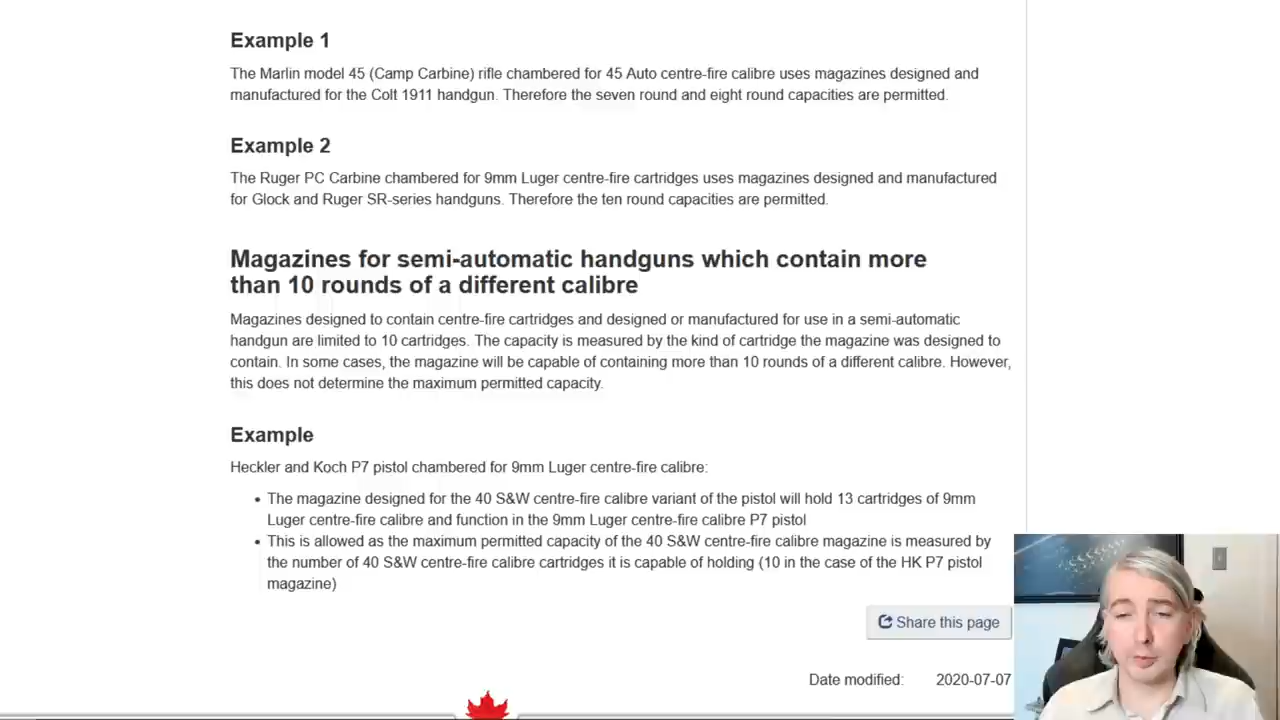 Example 1
The Marlin model 45 (Camp Carbine) rifle chambered for 45 Auto centre-fire calibre uses magazines designed and
manufactured for the Colt 1911 handgun. Therefore the seven round and eight round capacities are permitted.
Example 2
The Ruger PC Carbine chambered for 9mm Luger centre-fire cartridges uses magazines designed and manufactured
for Glock and Ruger SR-series handguns. Therefore the ten round capacities are permitted.
Magazines for semi-automatic handguns which contain more
than 10 rounds of a different calibre
Magazines designed to contain centre-fire cartridges and designed or manufactured for use in a semi-automatic
handgun are limited to 10 cartridges. The capacity is measured by the kind of cartridge the magazine was designed to
contain. In some cases, the magazine will be capable of containing more than 10 rounds of a different calibre. However,
this does not determine the maximum permitted capacity.
Example
Heckler and Koch P7 pistol chambered for 9mm Luger centre-fire calibre:
• The magazine designed for the 40 S&W centre-fire calibre variant of the pistol will hold 13 cartridges of 9mm
Luger centre-fire calibre and function in the 9mm Luger centre-fire calibre P7 pistol
• This is allowed as the maximum permitted capacity of the 40 S&W centre-fire calibre magazine is measured by
the number of 40 S&W centre-fire calibre cartridges it is capable of holding (10 in the case of the HK P7 pistol
magazine)
Share this page
Date modified: 2020-07-07